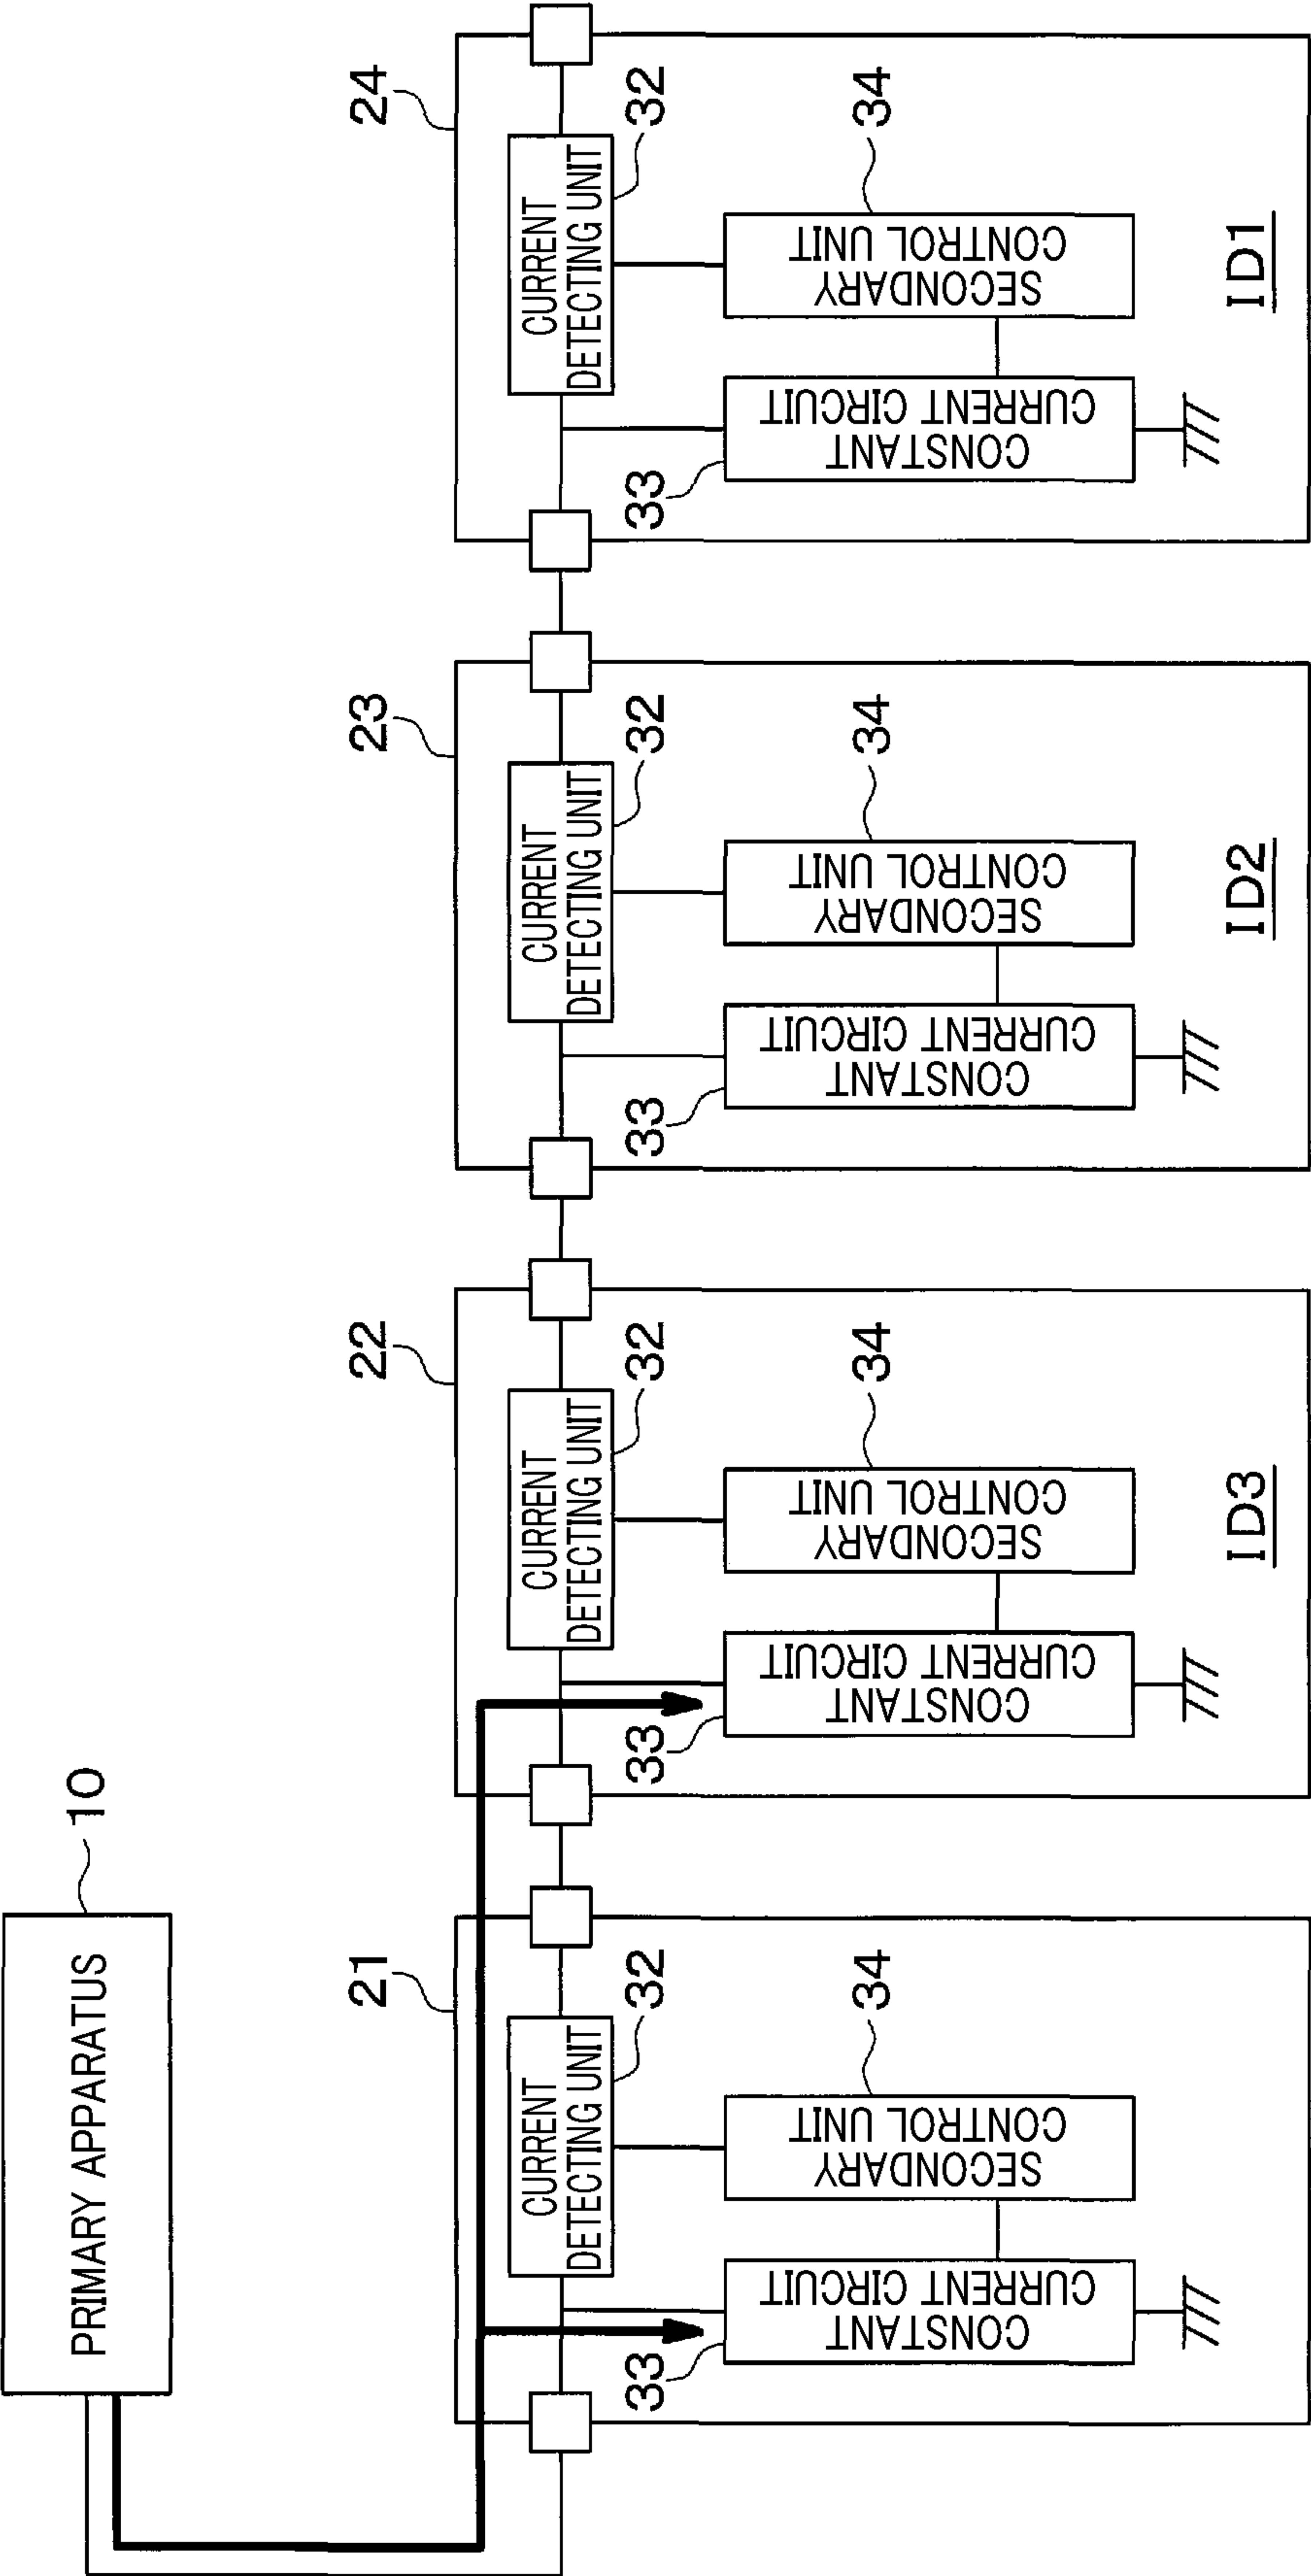 PRIMARY APPARATUS
10
21
CURRENT
DETECTING UNIT
32
33
CONSTANT
CURRENT CIRCUIT
SECONDARY
CONTROL UNIT
34
22
CURRENT
DETECTING UNIT
32
33
CONSTANT
CURRENT CIRCUIT
SECONDARY
CONTROL UNIT
34
ID3
23
CURRENT
DETECTING UNIT
32
33
CONSTANT
CURRENT CIRCUIT
SECONDARY
CONTROL UNIT
34
ID2
24
CURRENT
DETECTING UNIT
32
33
CONSTANT
CURRENT CIRCUIT
SECONDARY
CONTROL UNIT
34
ID1